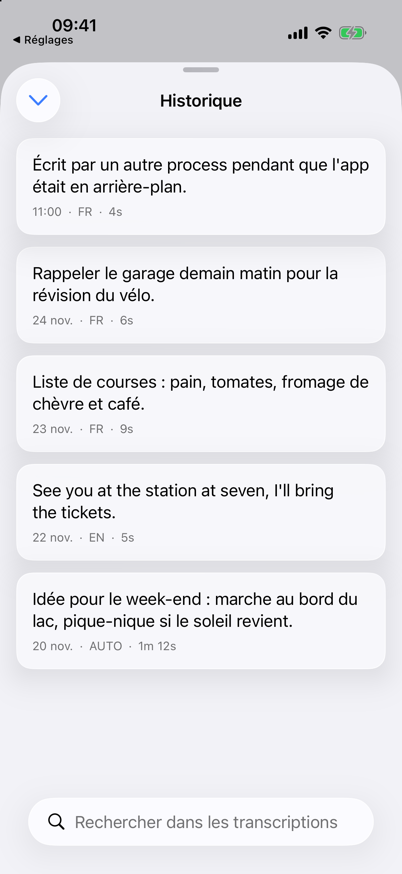 09:41
◀ Réglages
Historique
Écrit par un autre process pendant que l'app
était en arrière-plan.
11:00 · FR · 4s
Rappeler le garage demain matin pour la
révision du vélo.
24 nov. · FR · 6s
Liste de courses : pain, tomates, fromage de
chèvre et café.
23 nov. · FR · 9s
See you at the station at seven, I'll bring
the tickets.
22 nov. · EN · 5s
Idée pour le week-end : marche au bord du
lac, pique-nique si le soleil revient.
20 nov. · AUTO · 1m 12s
Rechercher dans les transcriptions